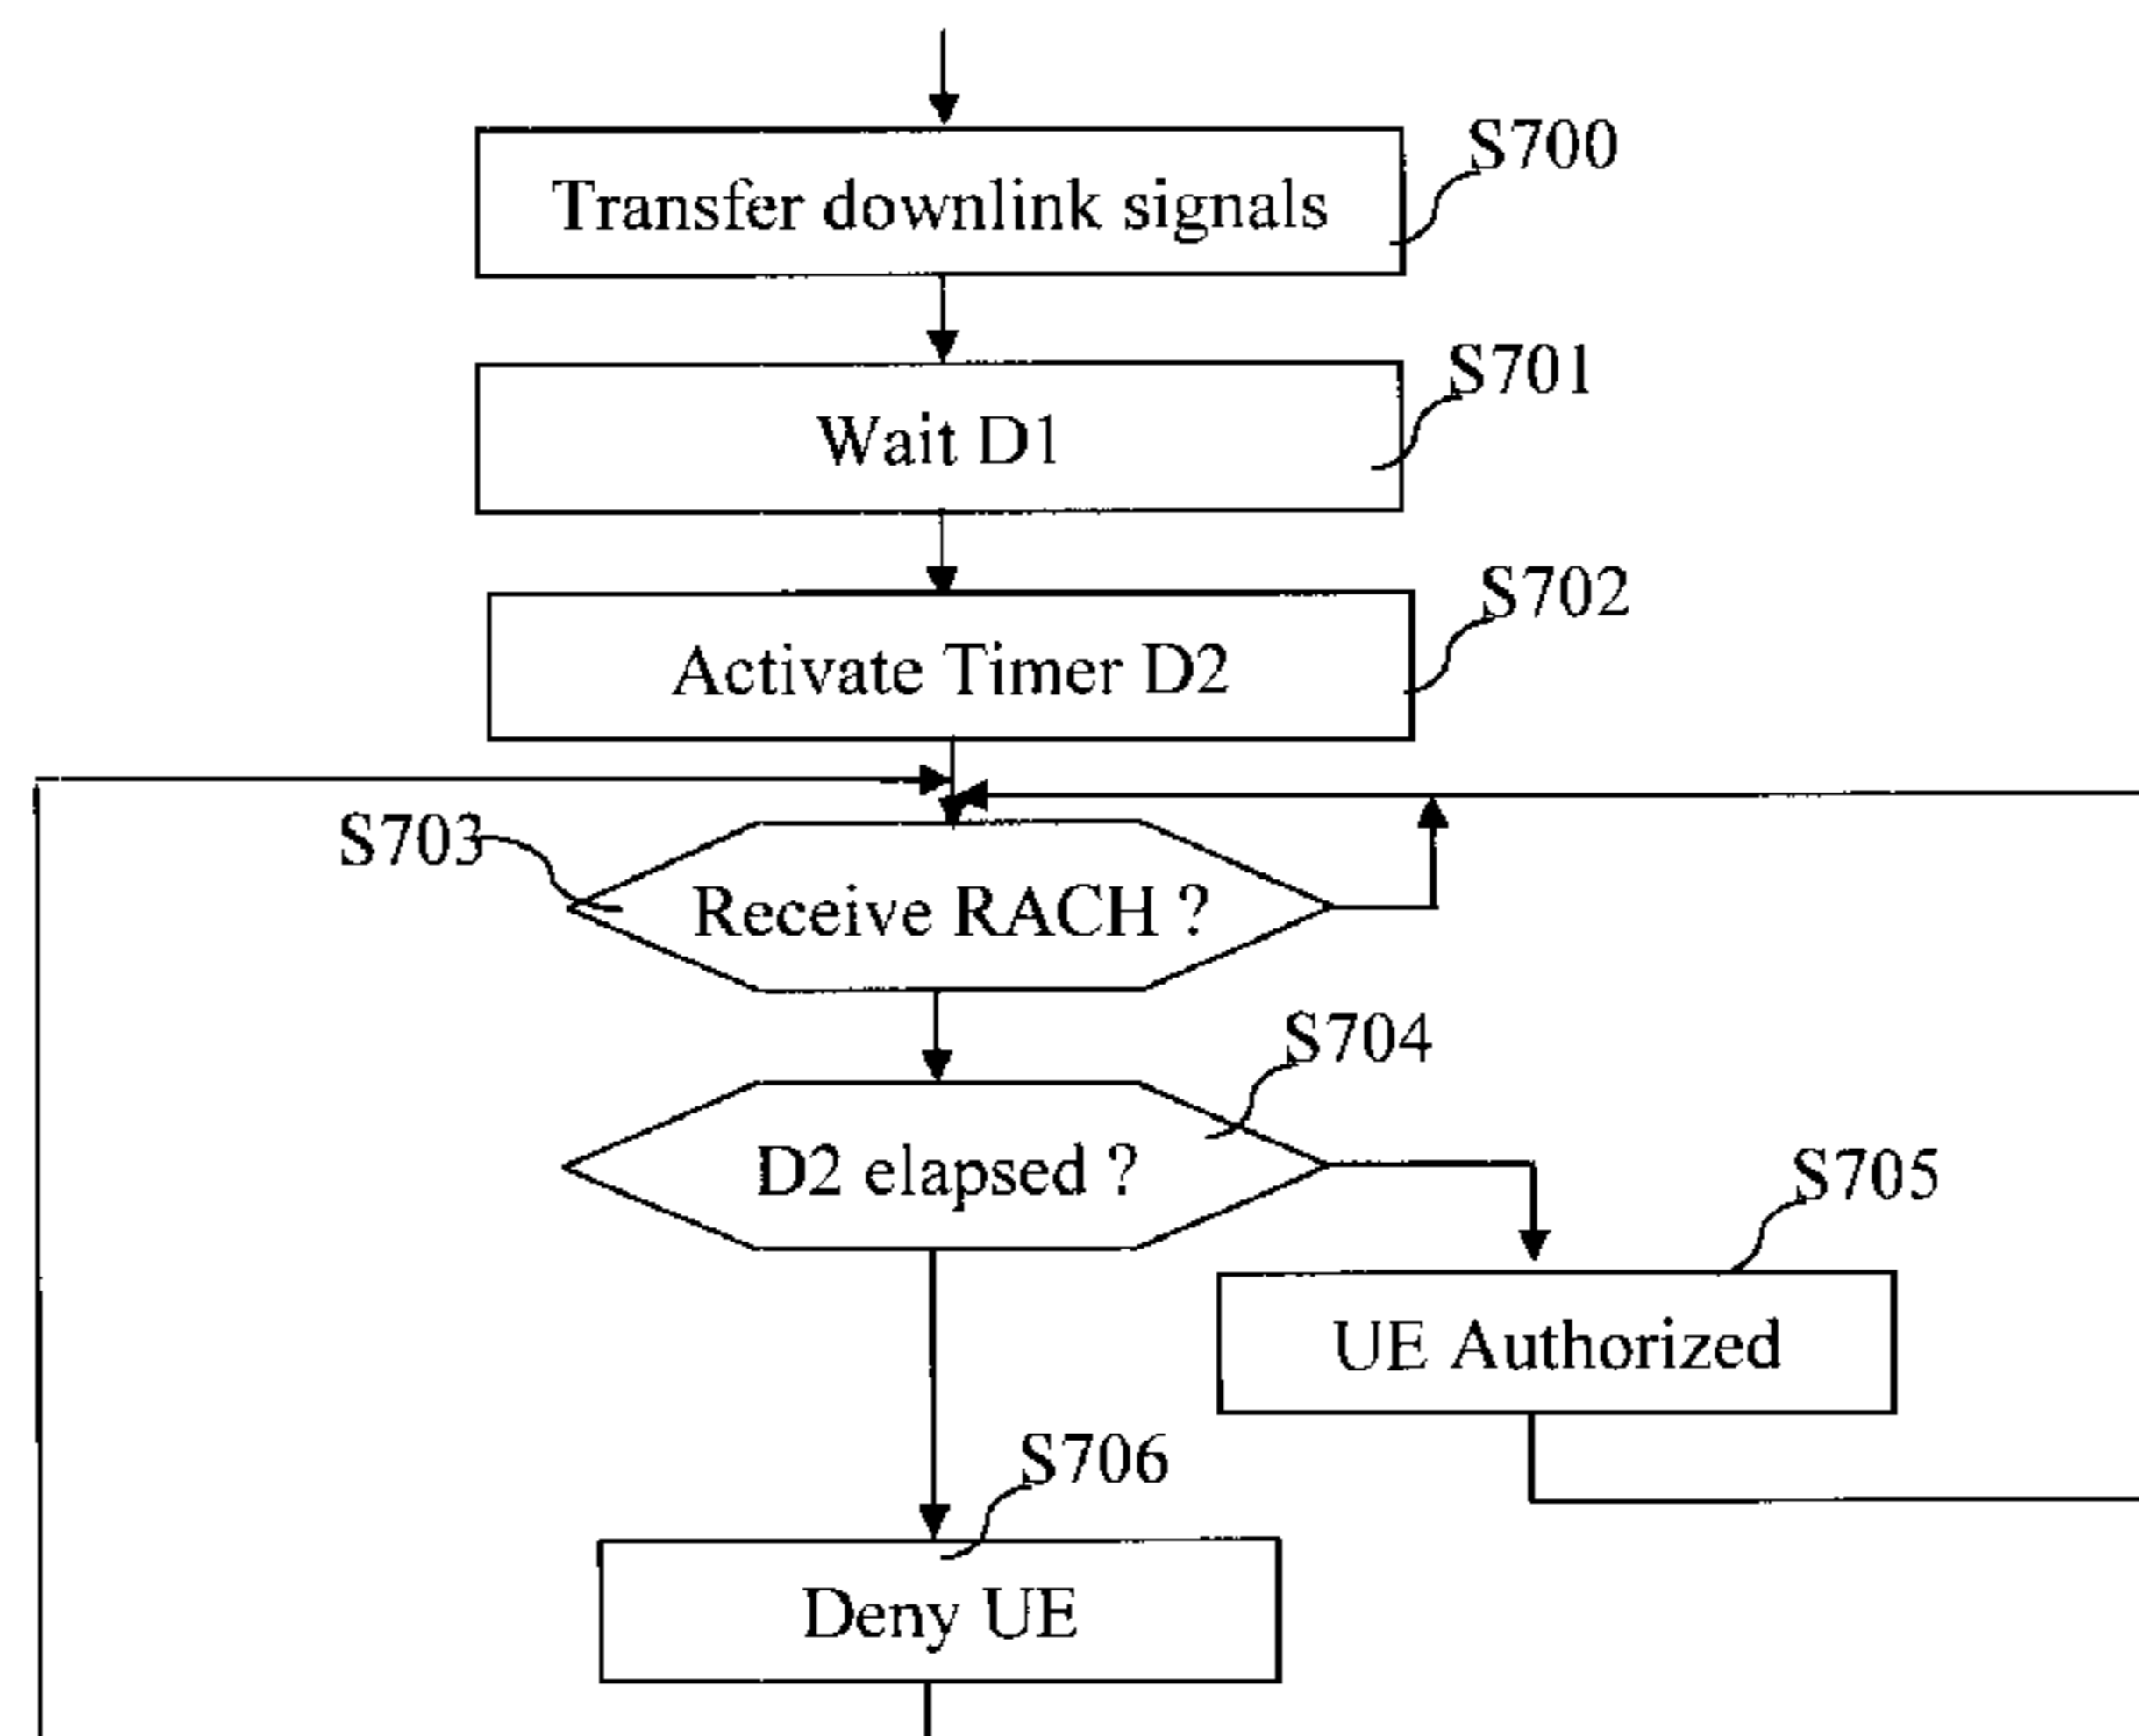 S700
Transfer downlink signals
S701
Wait D1
S702
Activate Timer D2
S703
Receive RACH ?
S704
D2 elapsed ?
S705
UE Authorized
S706
Deny UE